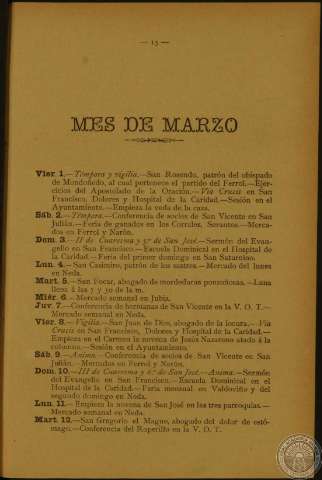 — 15 —
MES DE MARZO
Vier. 1.—Témpora y vigilia.—San Rosendo, patrón del obispado
de Mondoñedo, al cual pertenece el partido del Ferrol.—Ejer-
cicios del Apostolado de la Oración.—Via Crucis en San
Francisco, Dolores y Hospital de la Caridad.—Sesión en el
Ayuntamiento.—Empieza la veda de la caza.
Sáb. 2.—Témpora.—Conferencia de socios de San Vicente en San
Julián.—Feria de ganados en los Corrales, Serantes.—Merca-
dos en Ferrol y Narón.
Dom. 3.—II de Cuaresma y 5.º de San José.—Sermón del Evan-
gelio en San Francisco.—Escuela Dominical en el Hospital de
la Caridad.—Feria del primer domingo en San Saturnino.
Lun. 4.—San Casimiro, patrón de los sastres.—Mercado del lunes
en Neda.
Mart. 5.—San Focar, abogado de mordeduras ponzoñosas.—Luna
llena á las 7 y 30 de la m.
Miér. 6.—Mercado semanal en Jubia.
Juv. 7.—Conferencia de hermanas de San Vicente en la V. O. T.—
Mercado semanal en Neda.
Vier. 8.—Vigilia.—San Juan de Dios, abogado de la locura.—Via
Crucis en San Francisco, Dolores y Hospital de la Caridad.—
Empieza en el Carmen la novena de Jesús Nazareno atado á la
columna.—Sesión en el Ayuntamiento.
Sáb. 9.—Anima.—Conferencia de socios de San Vicente en San
Julián.—Mercados en Ferrol y Narón.
Dom. 10.—III de Cuaresma y 6.º de San José.—Anima.—Sermón
del Evangelio en San Francisco.—Escuela Dominical en el
Hospital de la Caridad.—Feria mensual en Valdoviño y del
segundo domingo en Neda.
Lun. 11.—Empieza la novena de San José en las tres parroquias.—
Mercado semanal en Neda.
Mart. 12.—San Gregorio el Magno, abogado del dolor de estó-
mago.—Conferencia del Roperillo en la V. O. T.